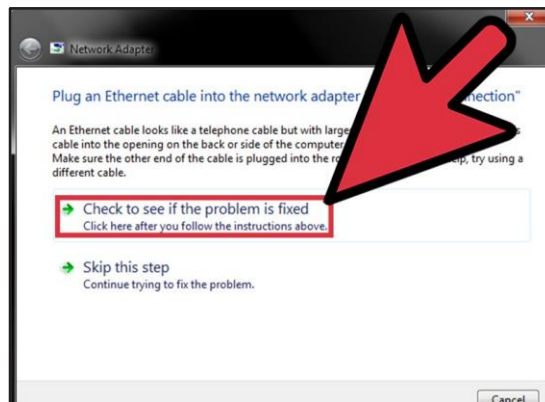 Network Adapter
Plug an Ethernet cable into the network adapter nection"
An Ethernet cable looks like a telephone cable but with large
cable into the opening on the back or side of the computer
Make sure the other end of the cable is plugged into the ro lp, try using a
different cable.
Check to see if the problem is fixed
Click here after you follow the instructions above.
Skip this step
Continue trying to fix the problem.
Cancel